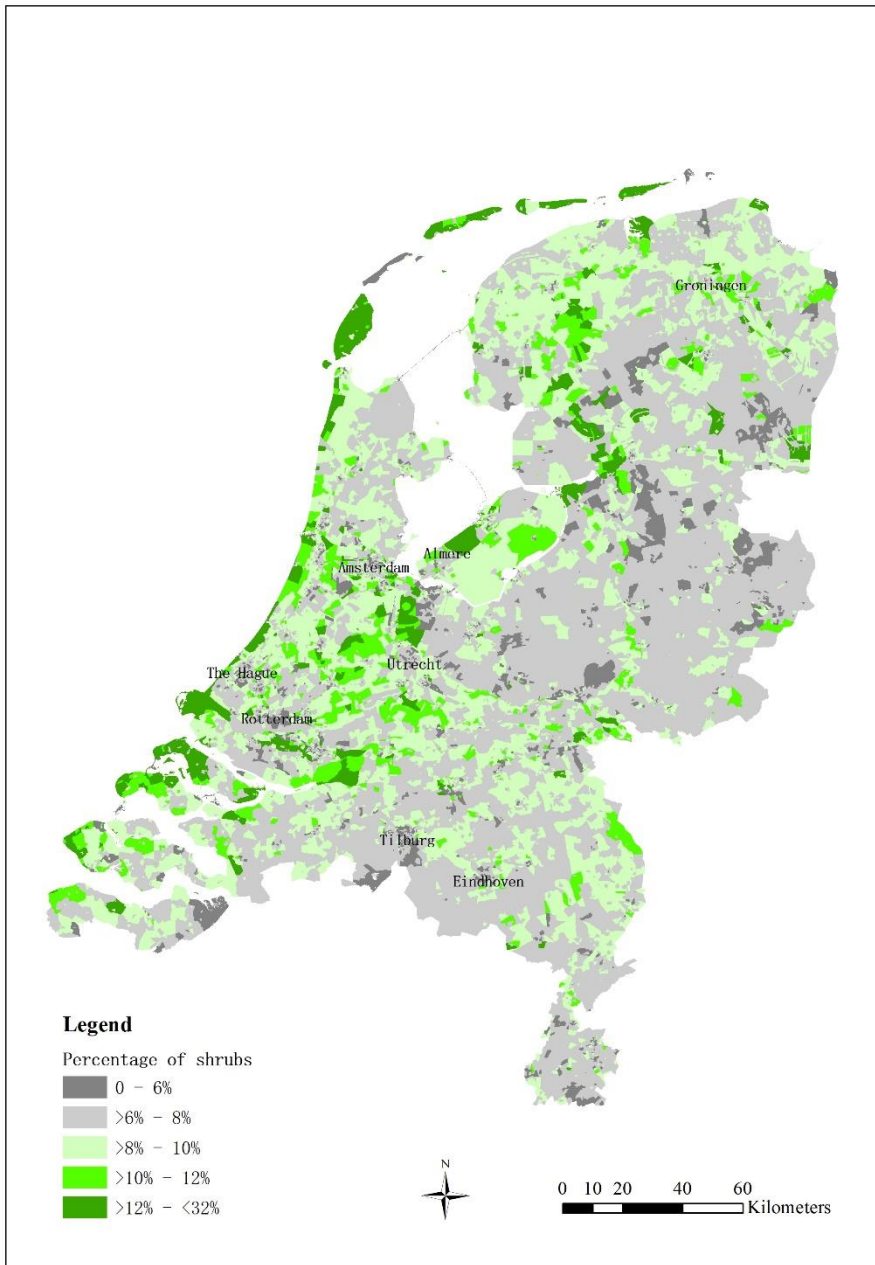 Groningen
Almere
Amsterdam
Utrecht
The Hague
Rotterdam
Tilburg
Eindhoven
Legend
Percentage of shrubs
0 - 6%
>6% - 8%
>8% - 10%
>10% - 12%
>12% - <32%
N
0 10 20 40 60
Kilometers